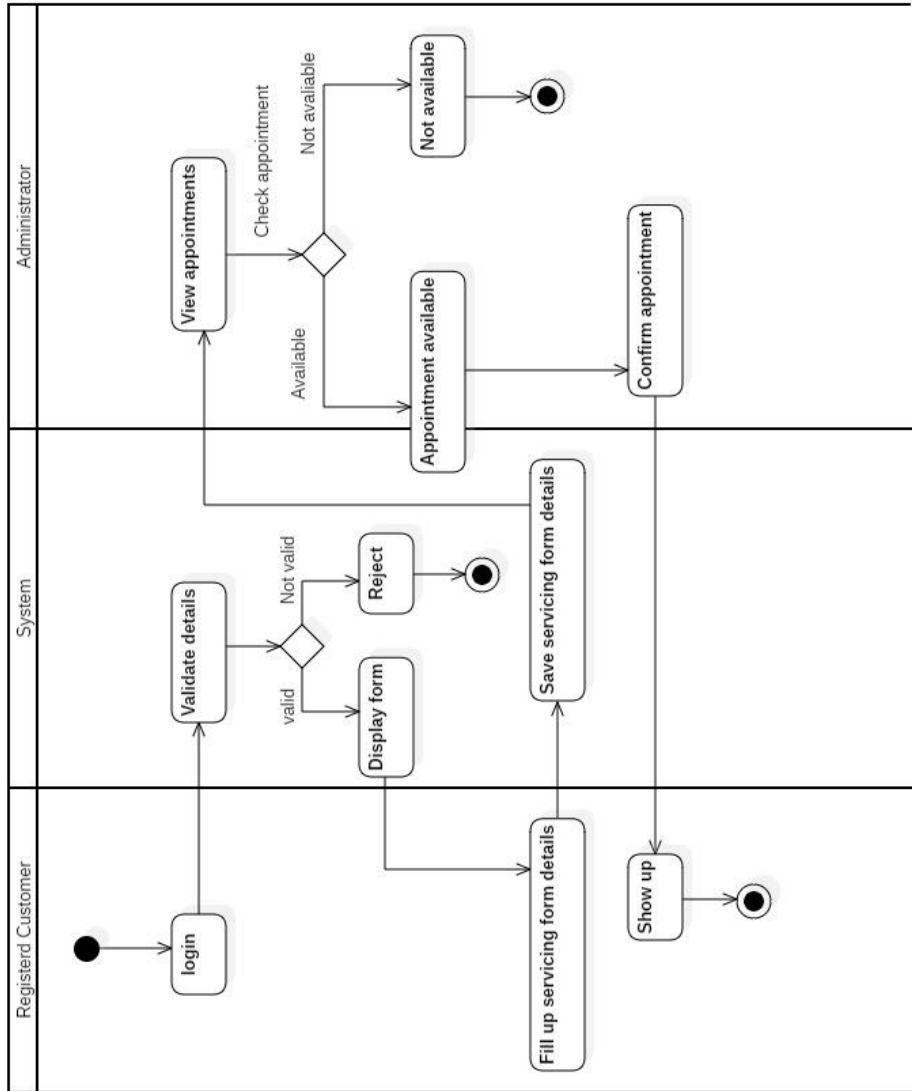 Registerd Customer
System
Administrator
login
Validate details
valid
Not valid
Display form
Reject
Fill up servicing form details
Save servicing form details
View appointments
Check appointment
Available
Not avaliable
Appointment available
Not available
Confirm appointment
Show up